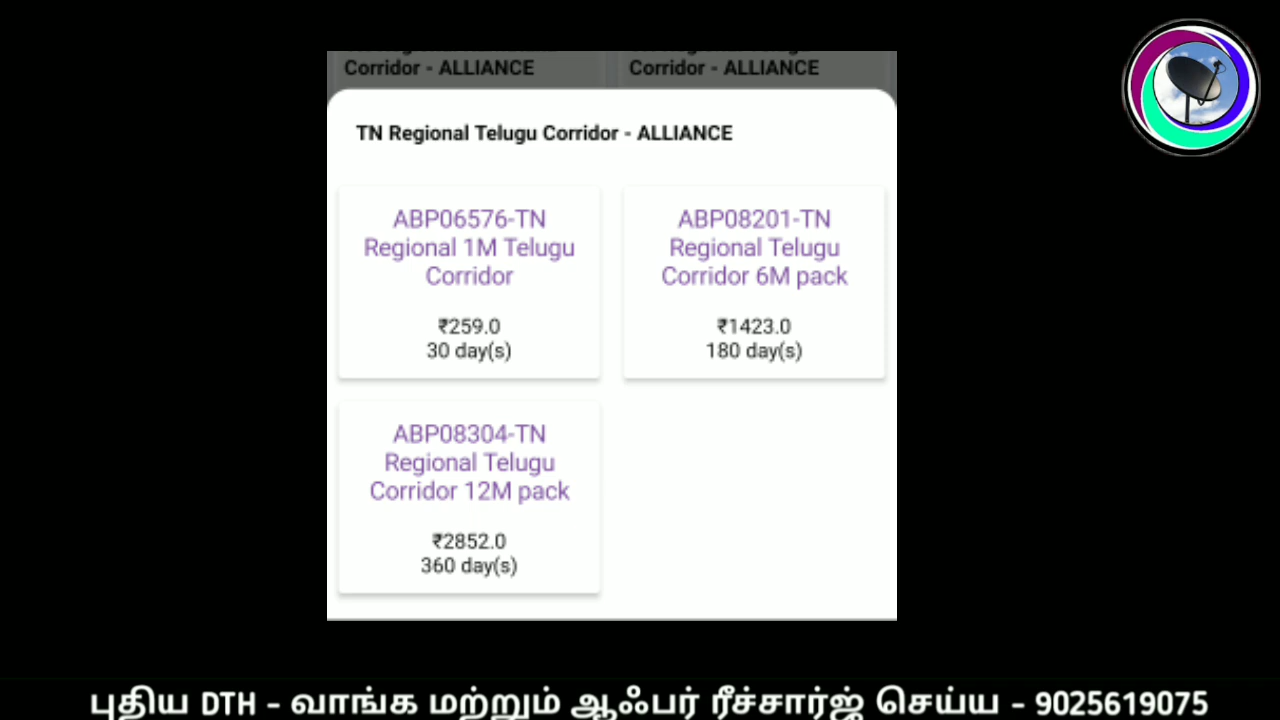 Corridor - ALLIANCE
Corridor - ALLIANCE
TN Regional Telugu Corridor - ALLIANCE
ABP06576-TN
Regional 1M Telugu
Corridor
₹259.0
30 day(s)
ABP08201-TN
Regional Telugu
Corridor 6M pack
₹1423.0
180 day(s)
ABP08304-TN
Regional Telugu
Corridor 12M pack
₹2852.0
360 day(s)
புதிய DTH - வாங்க மற்றும் ஆஃபர் ரீச்சார்ஜ் செய்ய - 9025619075